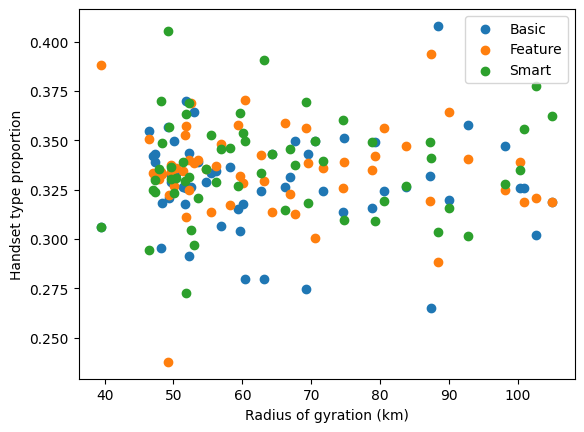 Basic
Feature
Smart
0.400
0.375
0.350
0.325
0.300
0.275
0.250
Handset type proportion
40 50 60 70 80 90 100
Radius of gyration (km)